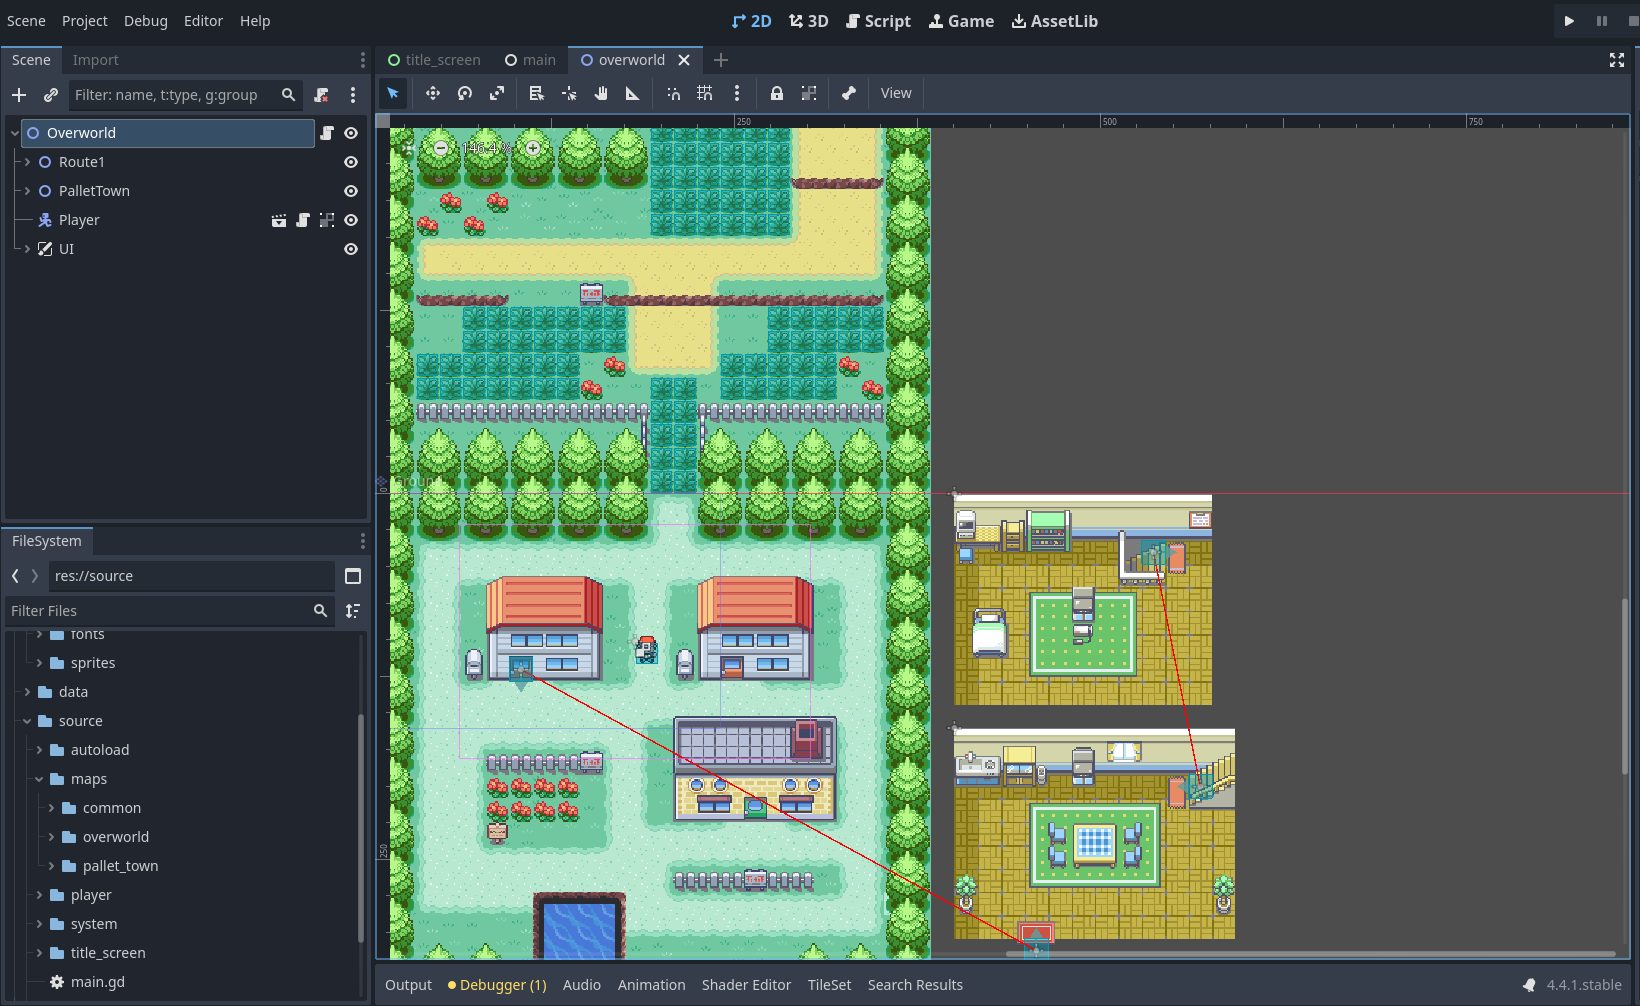 Scene Project Debug Editor Help 2D 3D Script Game AssetLib
Scene Import title_screen main overworld
Filter: name, t:type, g:group View
Overworld
Route1
PalletTown
Player
UI
250 500 750
146.4 %
0
250
FileSystem
res://source
Filter Files
fonts
sprites
data
source
autoload
maps
common
overworld
pallet_town
player
system
title_screen
main.gd
Output Debugger (1) Audio Animation Shader Editor TileSet Search Results 4.4.1.stable